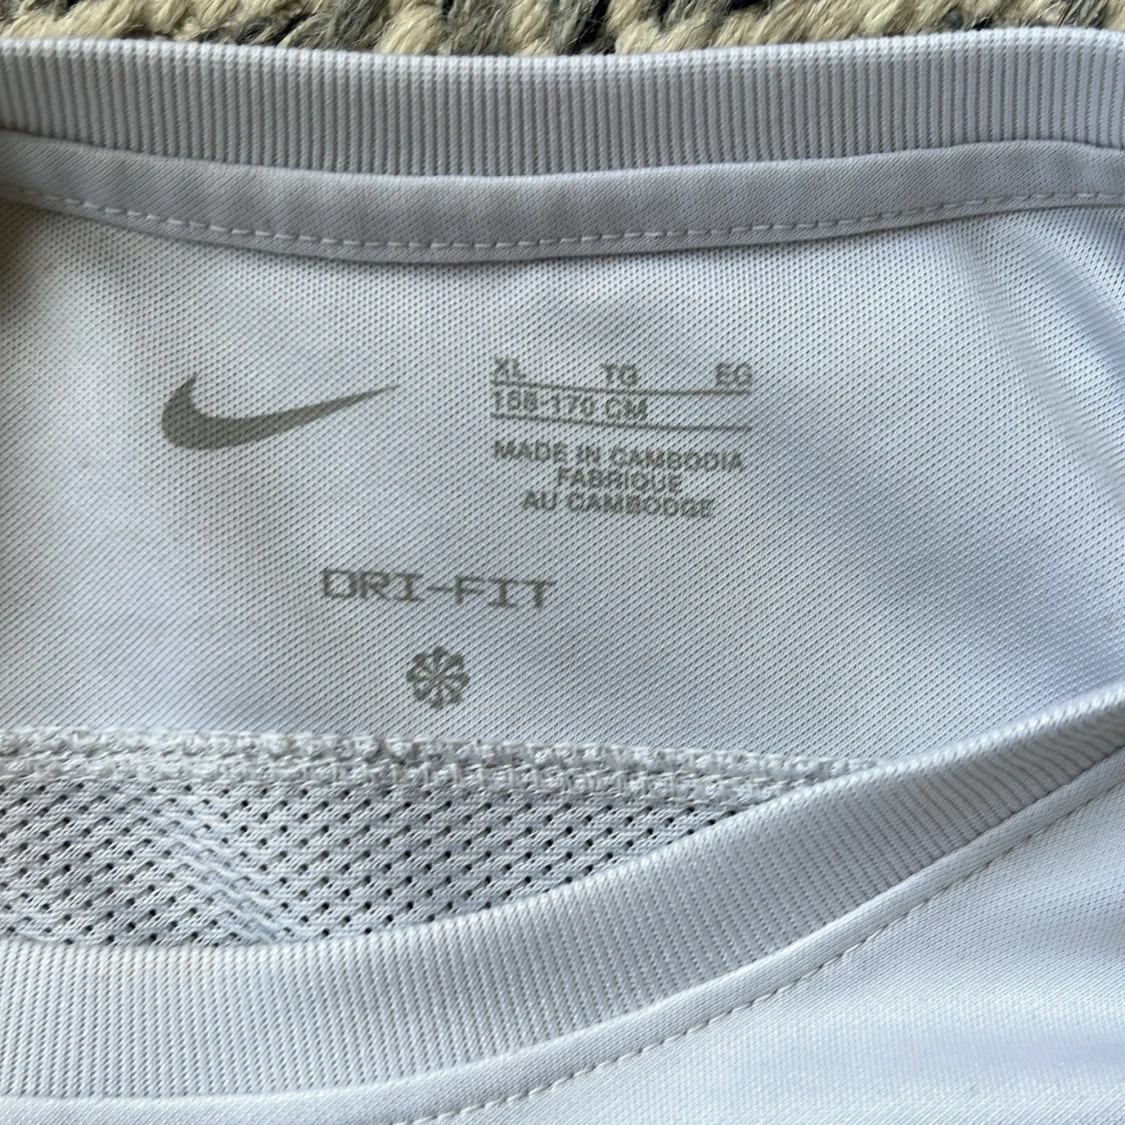 XL TG EG
158-170 CM
MADE IN CAMBODIA
FABRIQUE
AU CAMBODGE
DRI-FIT